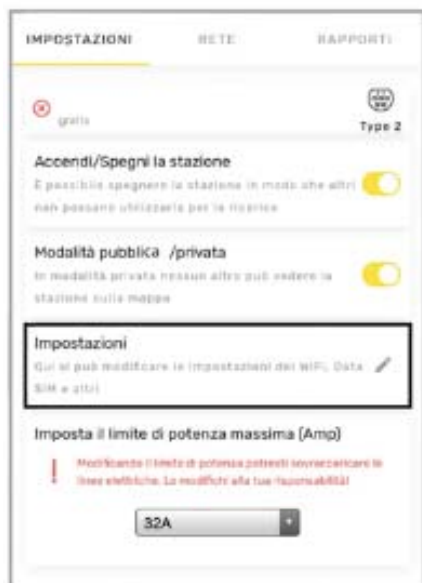 IMPOSTAZIONI RETE RAPPORTI
gratis
Type 2
Accendi/Spegni la stazione
È possibile spegnere la stazione in modo che altri
non possano utilizzarla per la ricarica
Modalità pubblica /privata
In modalità privata nessun altro può vedere la
stazione sulla mappa
Impostazioni
Qui si può modificare le impostazioni del WiFi, Data
SIM e altri
Imposta il limite di potenza massima (Amp)
! Modificando il limite di potenza potresti sovraccaricare le
linee elettriche. Lo modifichi alla tua responsabilità!
32A